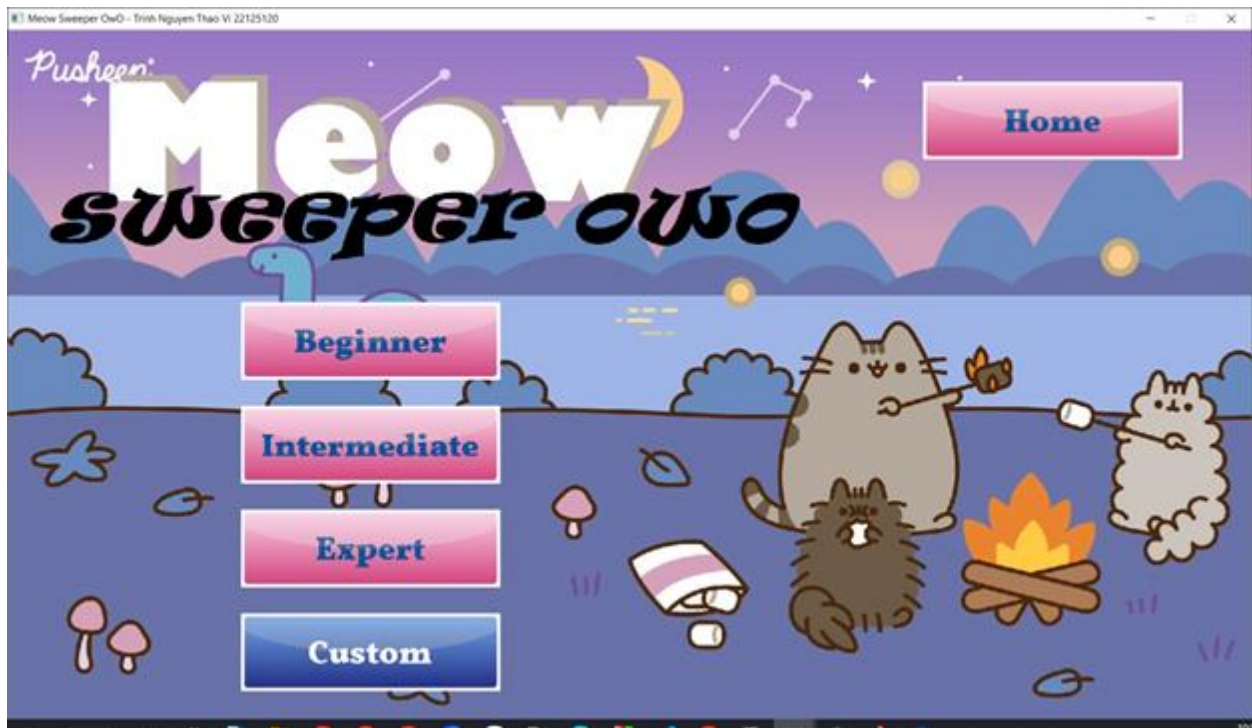 Meow Sweeper OwO - Trinh Nguyen Thao Vi 22125120
Pusheen:
Meow
sweeper owo
Home
Beginner
Intermediate
Expert
Custom